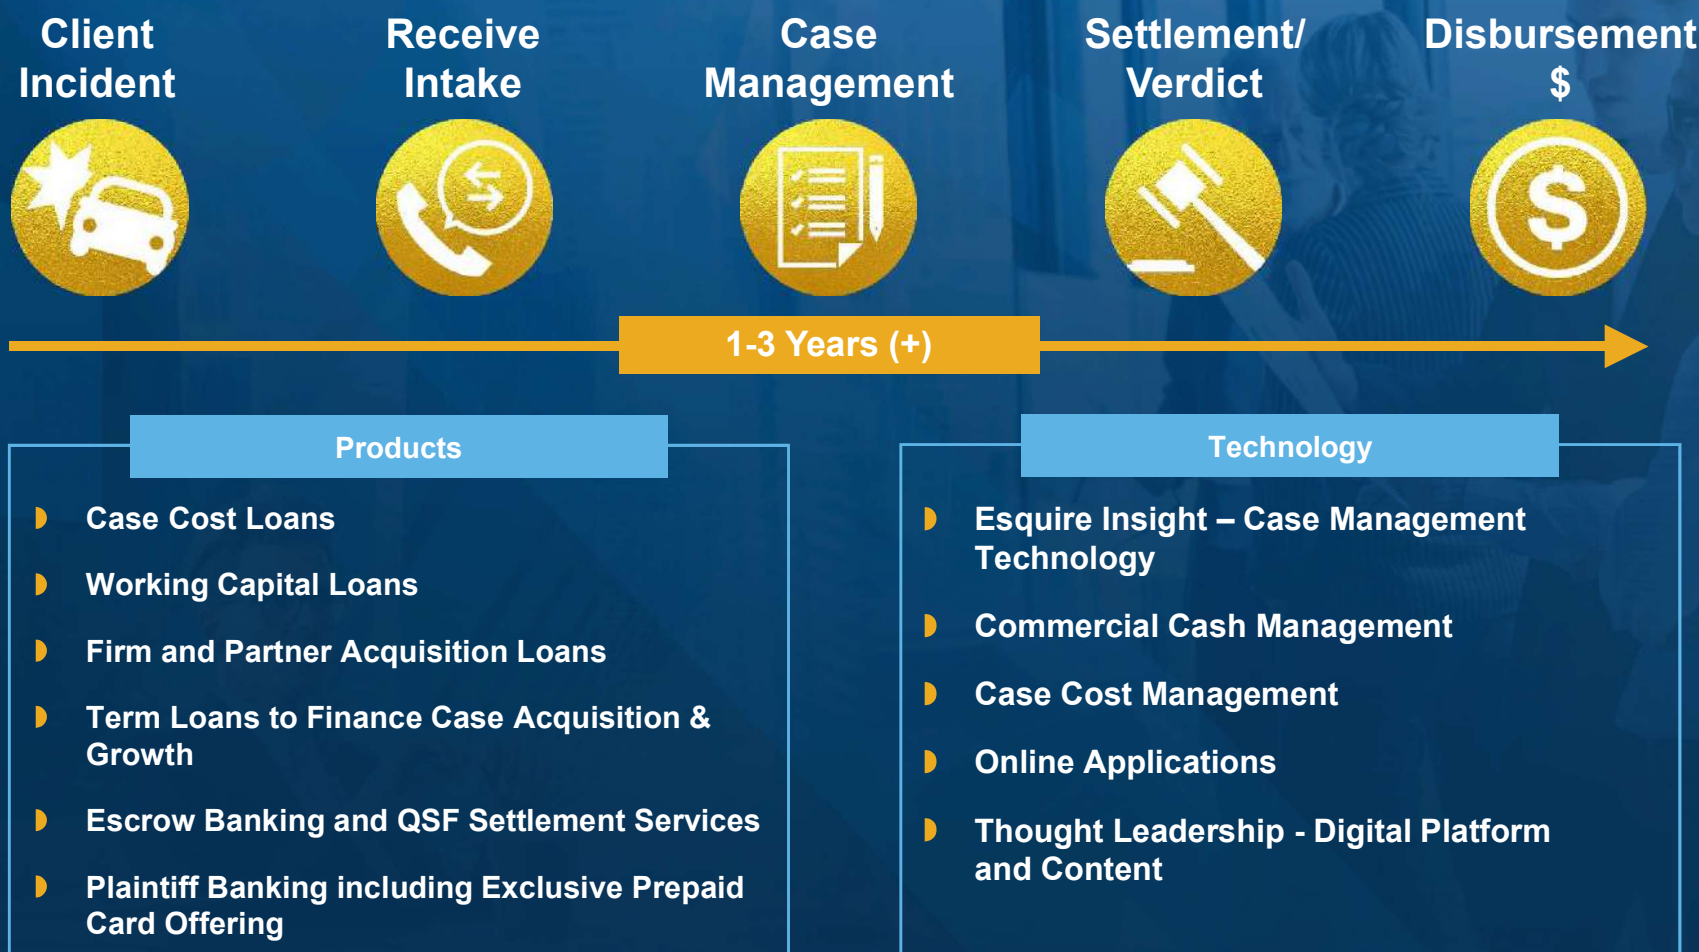 Client
Incident
Receive
Intake
Case
Management
Settlement/
Verdict
Disbursement
$
$
1-3 Years (+)
Products
Case Cost Loans
Working Capital Loans
Firm and Partner Acquisition Loans
Term Loans to Finance Case Acquisition &
Growth
Escrow Banking and QSF Settlement Services
Plaintiff Banking including Exclusive Prepaid
Card Offering
Technology
Esquire Insight – Case Management
Technology
Commercial Cash Management
Case Cost Management
Online Applications
Thought Leadership - Digital Platform
and Content